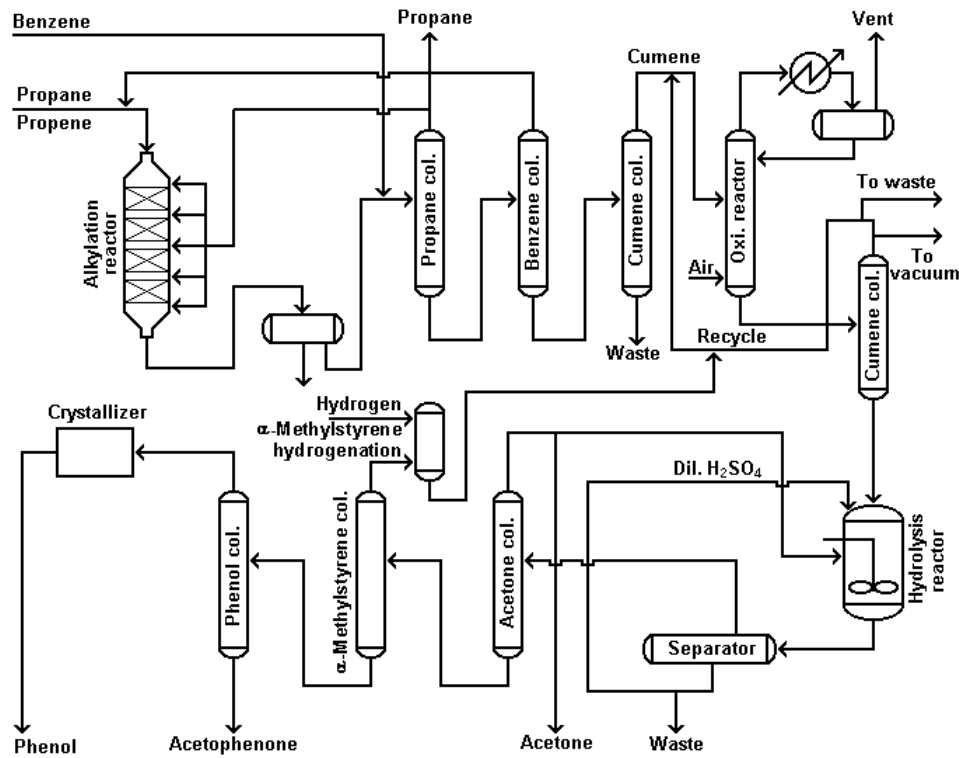 Benzene
Propane
Vent
Cumene
Propane
Propene
Alkylation
reactor
Propane col.
Benzene col.
Cumene col.
Oxi. reactor
Air
To waste
To
vacuum
Cumene col.
Recycle
Waste
Crystallizer
Hydrogen
α-Methylstyrene
hydrogenation
Dil. H₂SO₄
Hydrolysis
reactor
Phenol col.
α-Methylstyrene col.
Acetone col.
Separator
Phenol
Acetophenone
Acetone
Waste